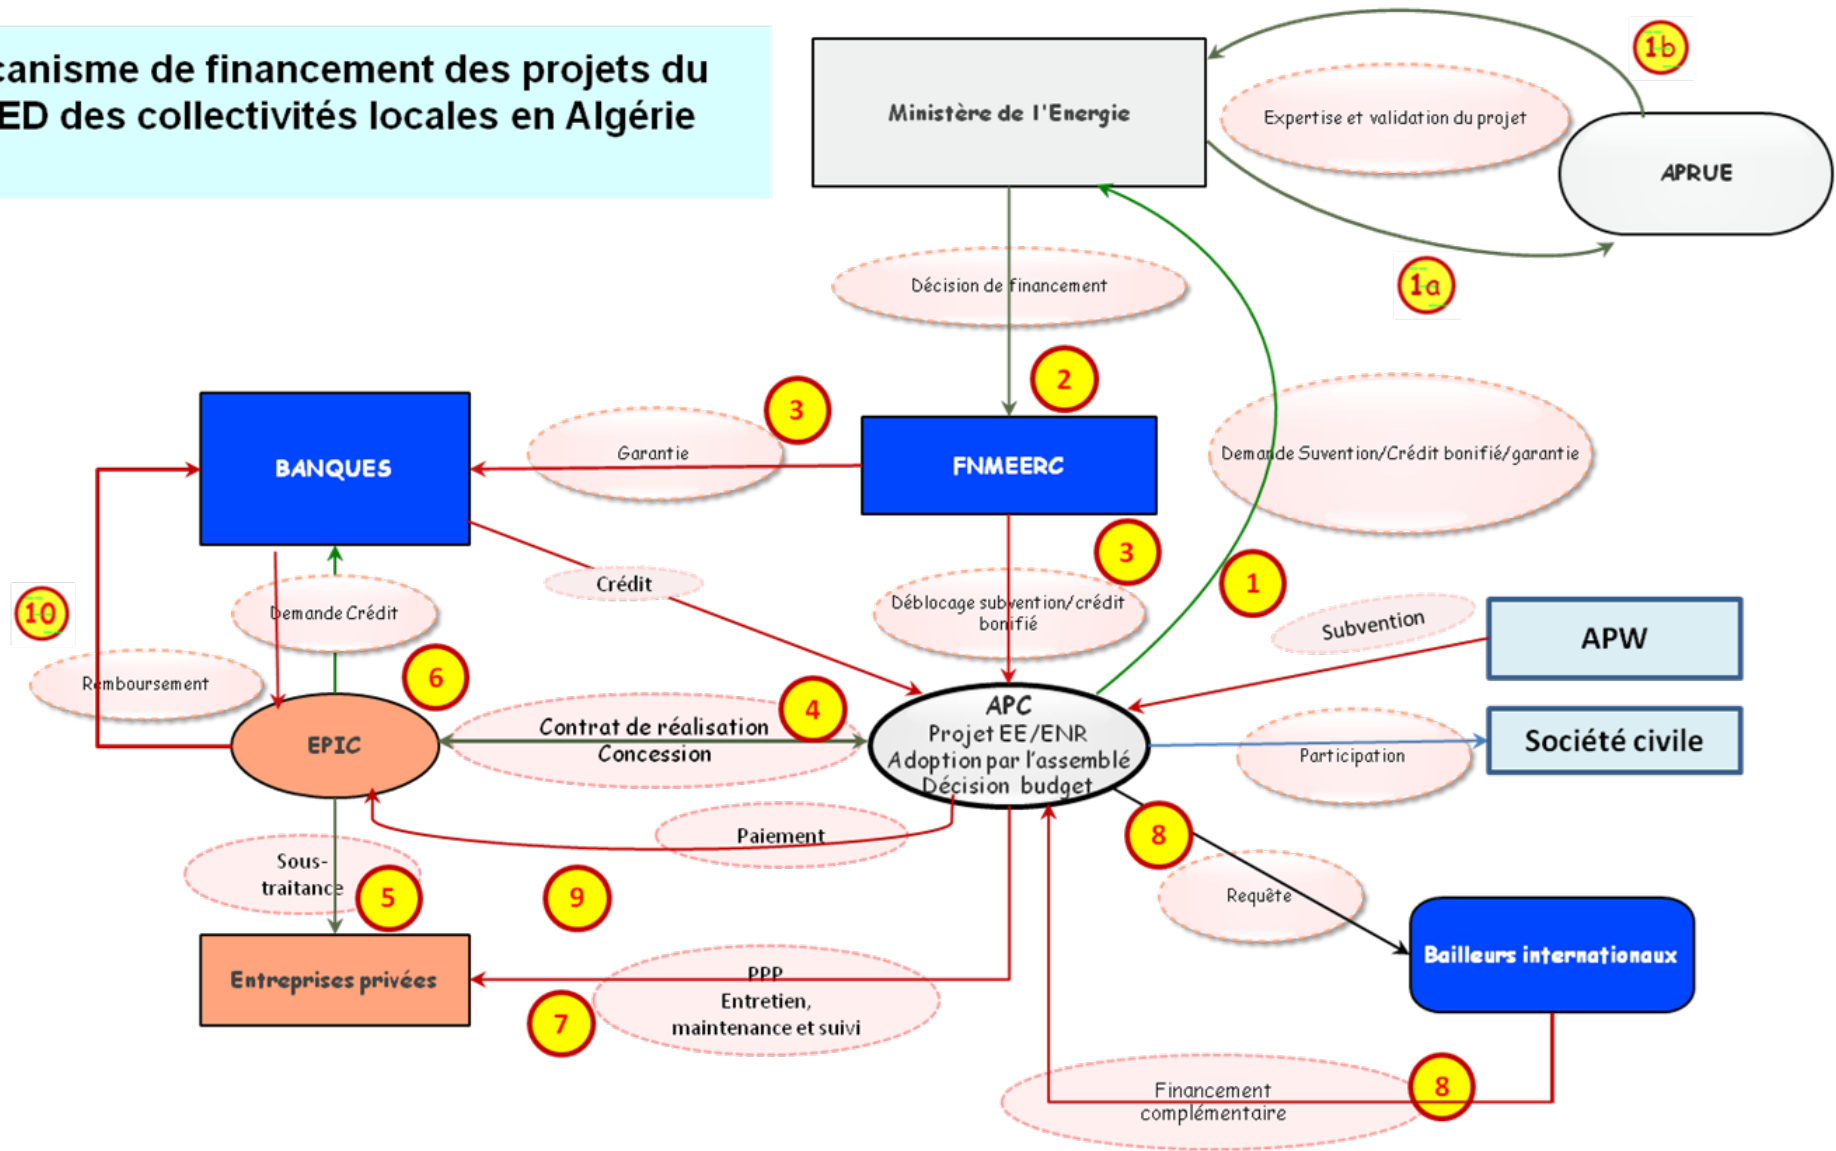 canisme de financement des projets du
ED des collectivités locales en Algérie
1b
Ministère de l'Energie
Expertise et validation du projet
APRUE
1a
Décision de financement
2
3
BANQUES
Garantie
FNMEERC
Demande Suvention/Crédit bonifié/garantie
3
1
Crédit
10
Demande Crédit
Déblocage subvention/crédit
bonifié
Subvention
APW
Remboursement
6
4
EPIC
Contrat de réalisation
Concession
APC
Projet EE/ENR
Adoption par l'assemblé
Décision budget
Participation
Société civile
Paiement
8
Sous-
traitance
5
9
Requête
Bailleurs internationaux
Entreprises privées
PPP
Entretien,
maintenance et suivi
7
Financement
complémentaire
8